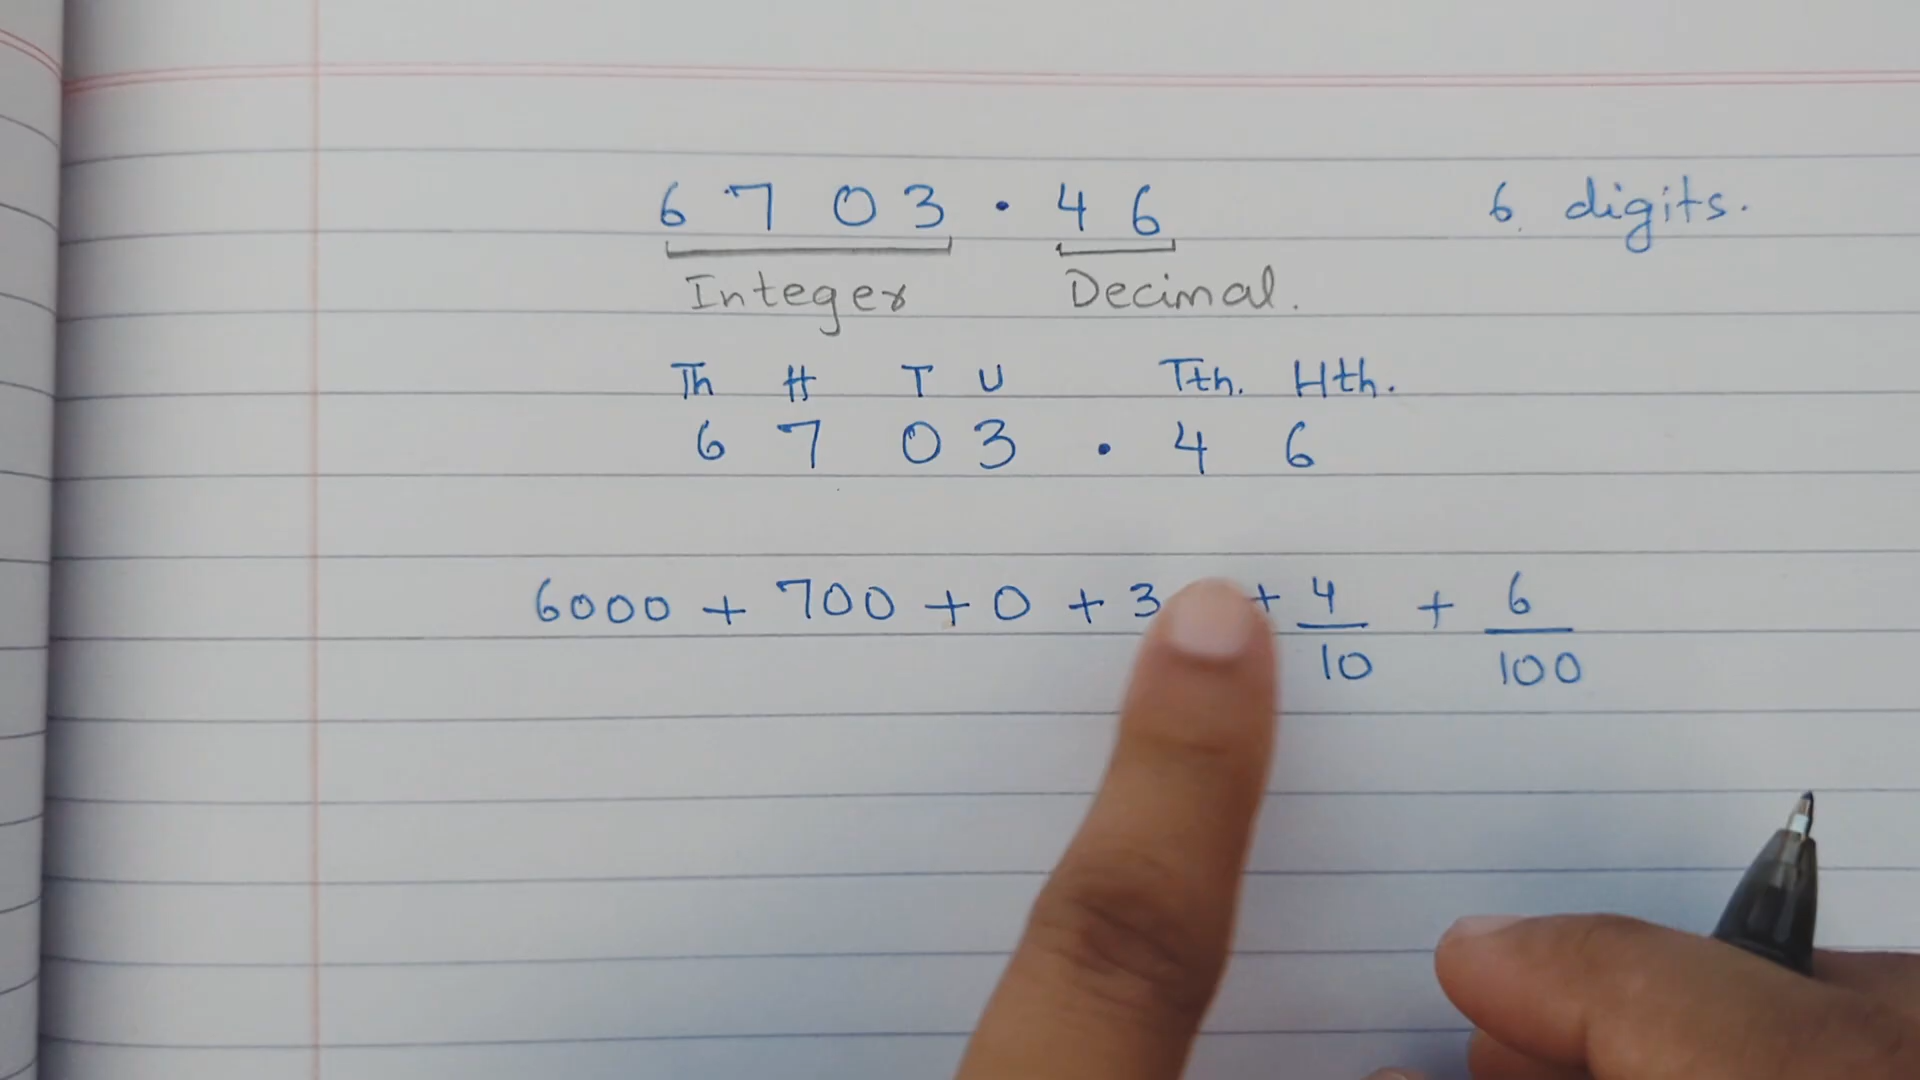 6 7 0 3 . 4 6 6 digits.
Integer Decimal.
Th H T U Tth. Hth.
6 7 0 3 . 4 6
6000 + 700 + 0 + 3 + 4/10 + 6/100